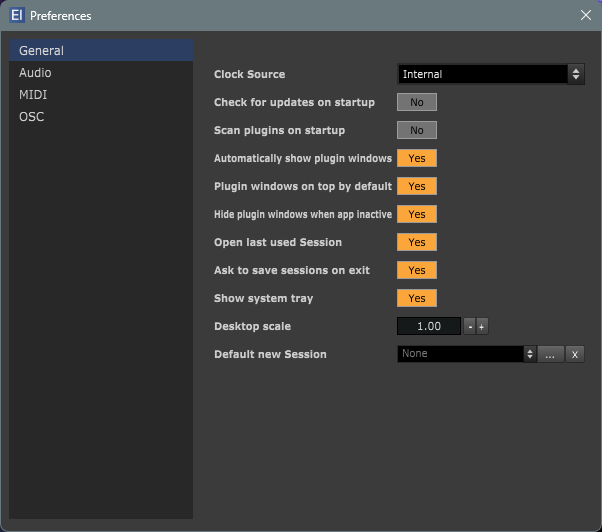 EI Preferences
General
Audio
MIDI
OSC
Clock Source Internal
Check for updates on startup No
Scan plugins on startup No
Automatically show plugin windows Yes
Plugin windows on top by default Yes
Hide plugin windows when app inactive Yes
Open last used Session Yes
Ask to save sessions on exit Yes
Show system tray Yes
Desktop scale 1.00 - +
Default new Session None ... x